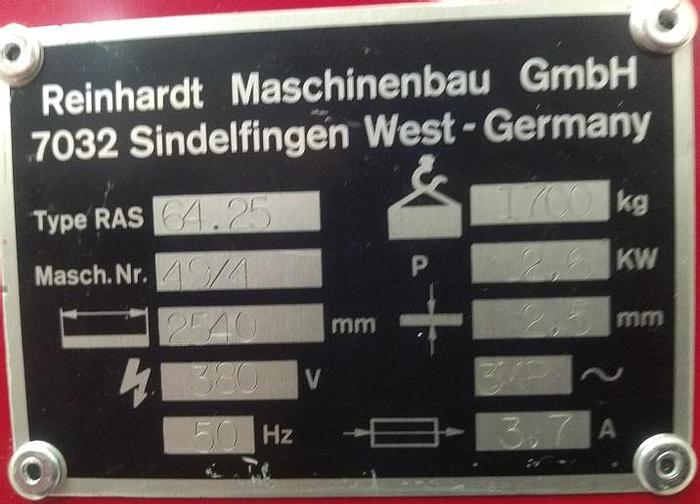 Reinhardt Maschinenbau GmbH
7032 Sindelfingen West-Germany
Type RAS 64.25
1700 kg
Masch.Nr. 49/4
P 2,6 KW
2540 mm
2,5 mm
380 V
50 Hz
3,7 A